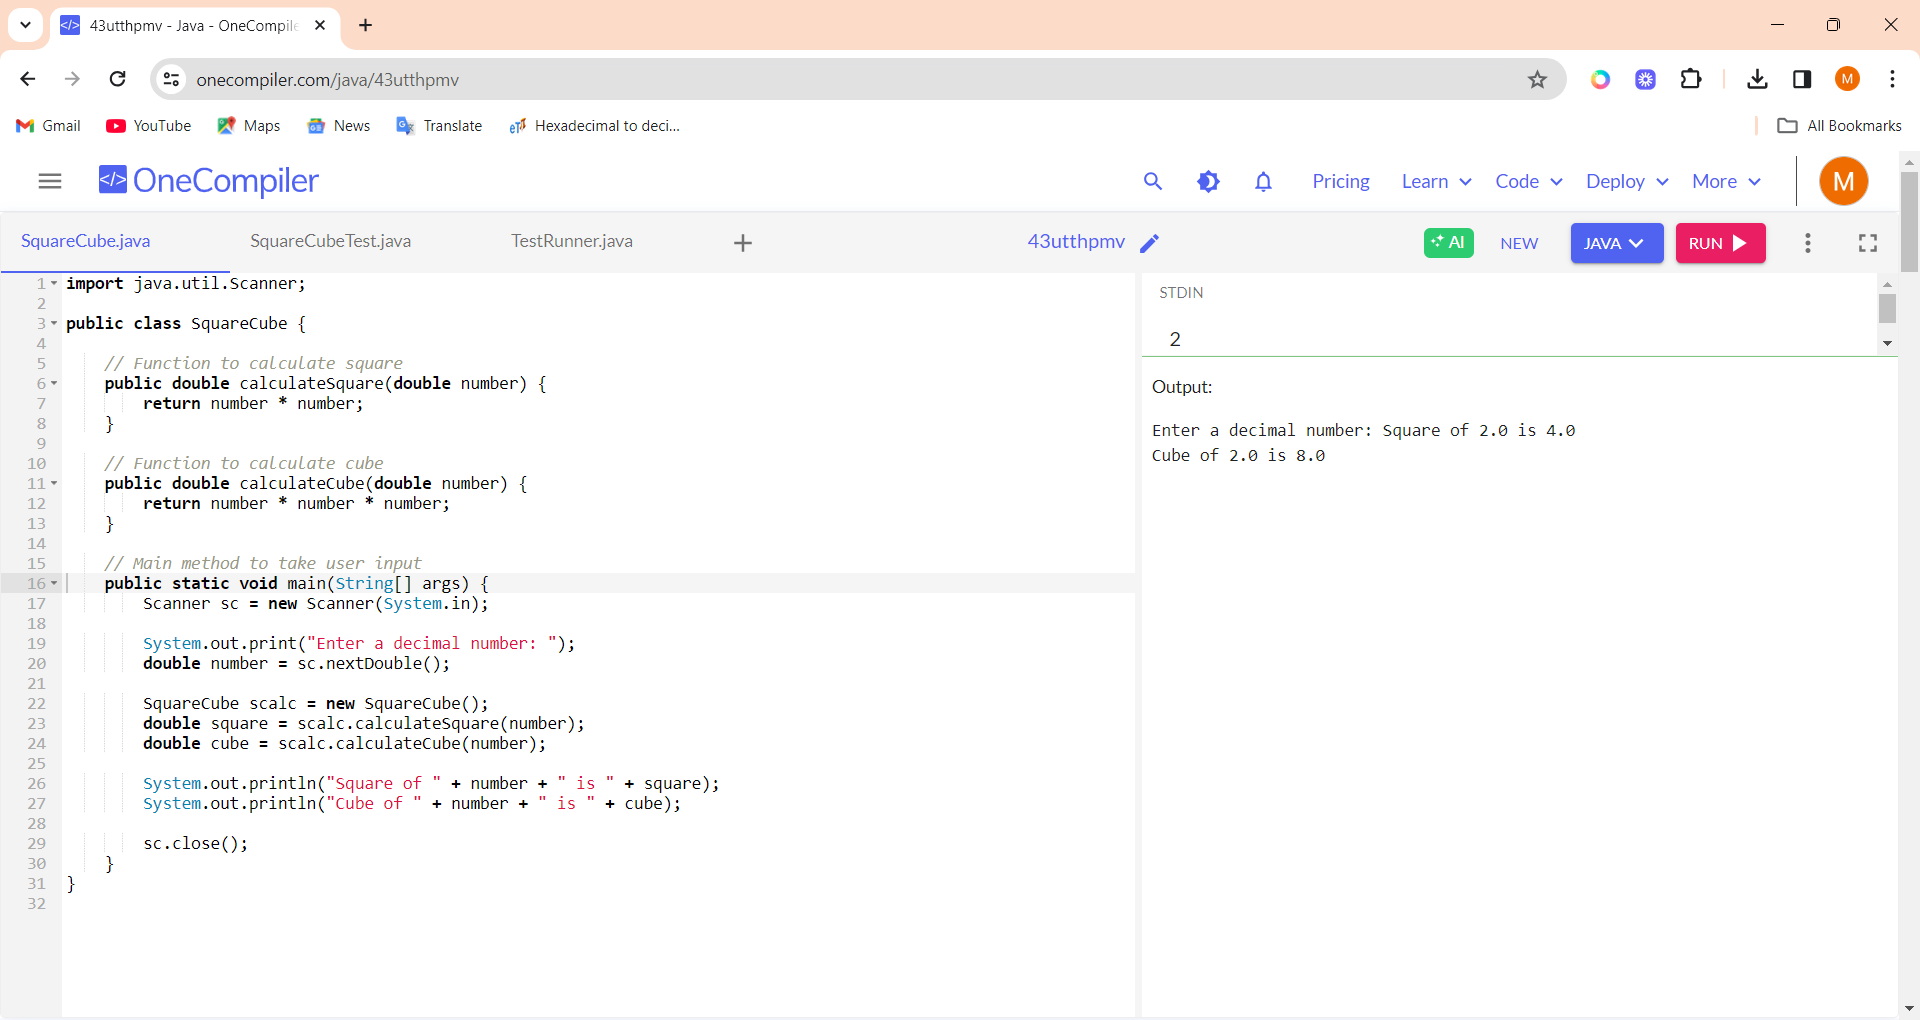 43utthpmv - Java - OneCompile
onecompiler.com/java/43utthpmv
M
Gmail
YouTube
Maps
News
Translate
Hexadecimal to deci...
All Bookmarks
</> OneCompiler
Pricing
Learn
Code
Deploy
More
M
SquareCube.java
SquareCubeTest.java
TestRunner.java
+
43utthpmv
AI
NEW
JAVA
RUN
1 import java.util.Scanner;
2
3 public class SquareCube {
4
5 // Function to calculate square
6 public double calculateSquare(double number) {
7 return number * number;
8 }
9
10 // Function to calculate cube
11 public double calculateCube(double number) {
12 return number * number * number;
13 }
14
15 // Main method to take user input
16 public static void main(String[] args) {
17 Scanner sc = new Scanner(System.in);
18
19 System.out.print("Enter a decimal number: ");
20 double number = sc.nextDouble();
21
22 SquareCube scalc = new SquareCube();
23 double square = scalc.calculateSquare(number);
24 double cube = scalc.calculateCube(number);
25
26 System.out.println("Square of " + number + " is " + square);
27 System.out.println("Cube of " + number + " is " + cube);
28
29 sc.close();
30 }
31 }
32
STDIN
2
Output:
Enter a decimal number: Square of 2.0 is 4.0
Cube of 2.0 is 8.0